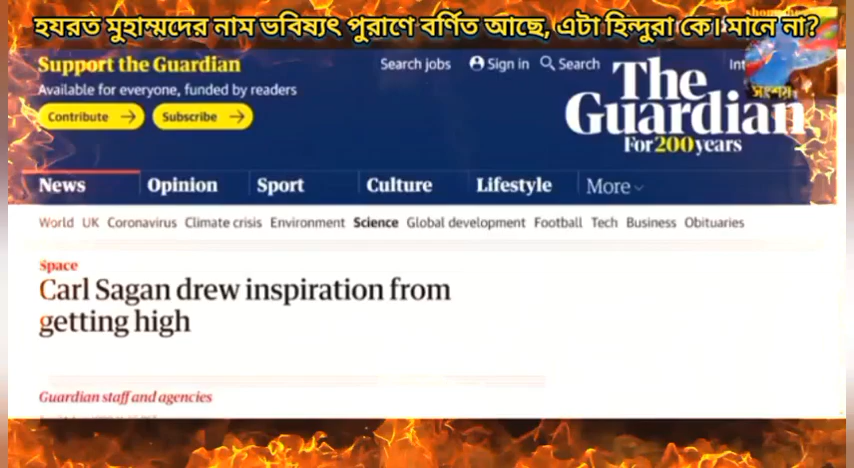 হযরত মুহাম্মদের নাম ভবিষ্যৎ পুরাণে বর্ণিত আছে, এটা হিন্দুরা কে। মানে না?
Support the Guardian
Available for everyone, funded by readers
Contribute → Subscribe →
Search jobs Sign in Search Int
The Guardian
For 200 years
সংশয়
News Opinion Sport Culture Lifestyle More
World UK Coronavirus Climate crisis Environment Science Global development Football Tech Business Obituaries
Space
Carl Sagan drew inspiration from
getting high
Guardian staff and agencies